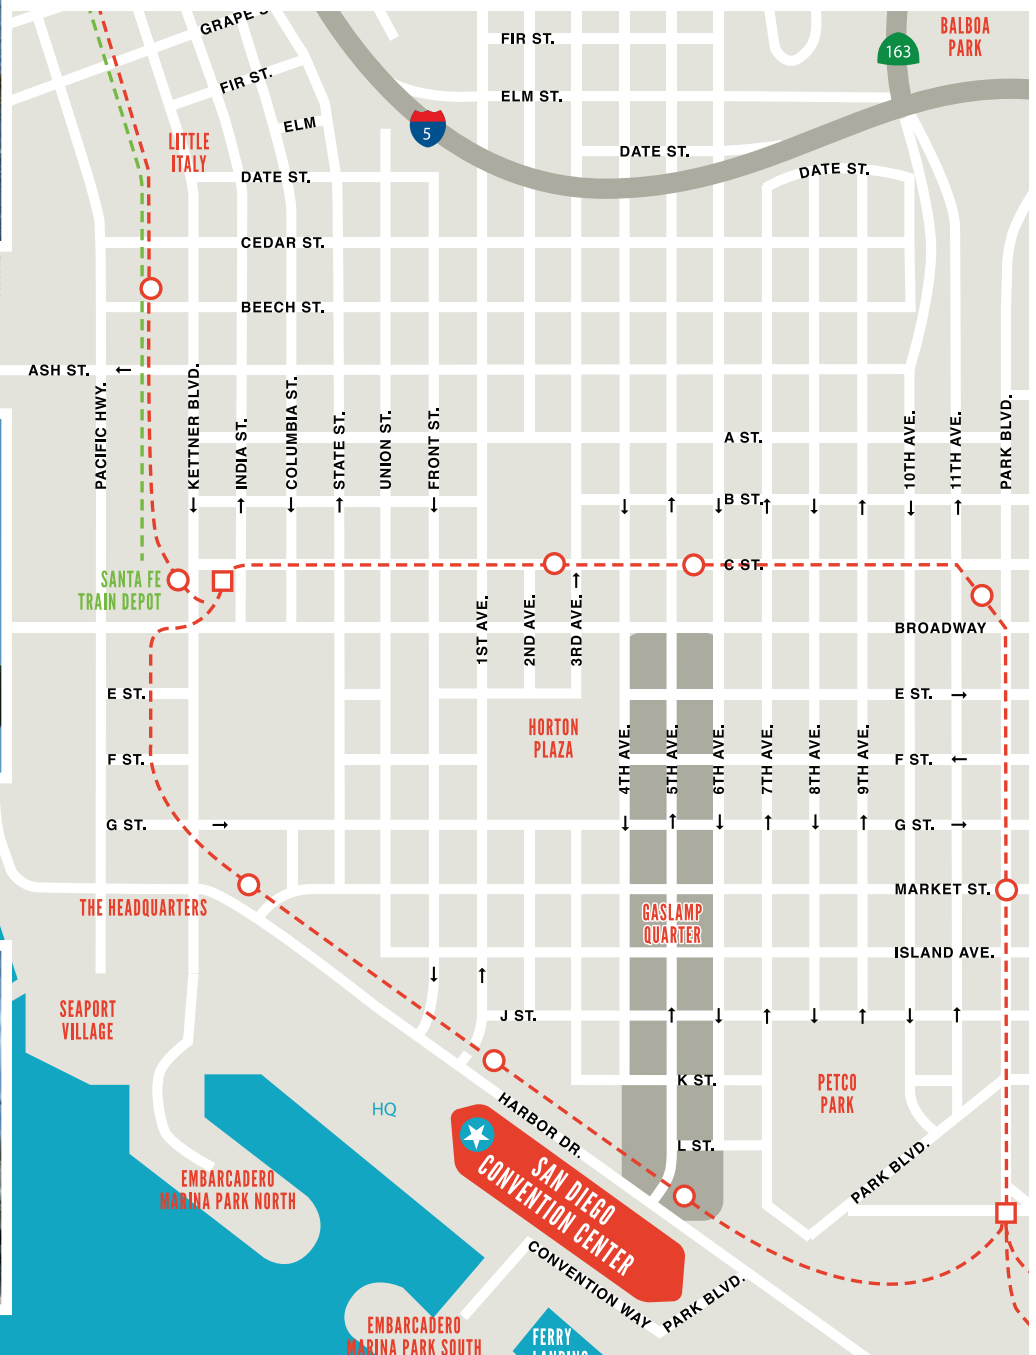 GRAPE S
FIR ST.
BALBOA
PARK
163
FIR ST.
ELM ST.
ELM
5
LITTLE
ITALY
DATE ST.
DATE ST.
DATE ST.
CEDAR ST.
BEECH ST.
ASH ST. ←
PACIFIC HWY.
KETTNER BLVD.
INDIA ST.
COLUMBIA ST.
STATE ST.
UNION ST.
FRONT ST.
A ST.
10TH AVE.
11TH AVE.
PARK BLVD.
B ST.
C ST.
SANTA FE
TRAIN DEPOT
1ST AVE.
2ND AVE.
3RD AVE.
BROADWAY
E ST.
E ST. →
HORTON
PLAZA
4TH AVE.
5TH AVE.
6TH AVE.
7TH AVE.
8TH AVE.
9TH AVE.
F ST.
F ST. ←
G ST. →
G ST. →
MARKET ST.
THE HEADQUARTERS
GASLAMP
QUARTER
ISLAND AVE.
SEAPORT
VILLAGE
J ST.
K ST.
PETCO
PARK
HQ
HARBOR DR.
L ST.
PARK BLVD.
SAN DIEGO
CONVENTION CENTER
EMBARCADERO
MARINA PARK NORTH
CONVENTION WAY
PARK BLVD.
EMBARCADERO
MARINA PARK SOUTH
FERRY
LANDING